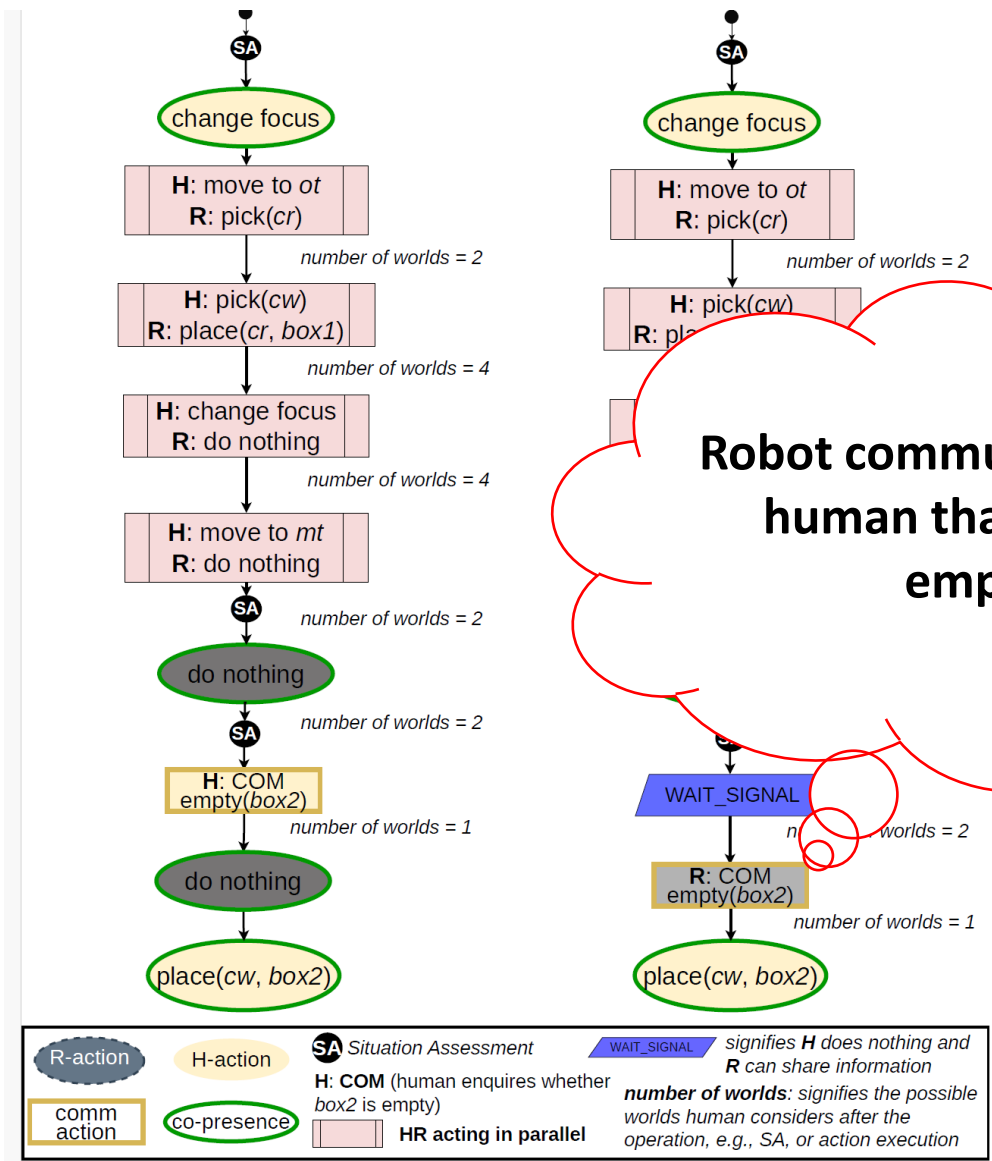 SA
change focus
H: move to ot
R: pick(cr)
number of worlds = 2
H: pick(cw)
R: place(cr, box1)
number of worlds = 4
H: change focus
R: do nothing
number of worlds = 4
H: move to mt
R: do nothing
SA
number of worlds = 2
do nothing
number of worlds = 2
SA
H: COM
empty(box2)
number of worlds = 1
do nothing
place(cw, box2)
SA
change focus
H: move to ot
R: pick(cr)
number of worlds = 2
H: pick(cw)
R:
Robot
human
WAIT_SIGNAL
worlds = 2
R: COM
empty(box2)
number of worlds = 1
place(cw, box2)
R-action
H-action
comm
action
co-presence
SA Situation Assessment
H: COM (human enquires whether
box2 is empty)
HR acting in parallel
WAIT_SIGNAL
signifies H does nothing and
R can share information
number of worlds: signifies the possible
worlds human considers after the
operation, e.g., SA, or action execution